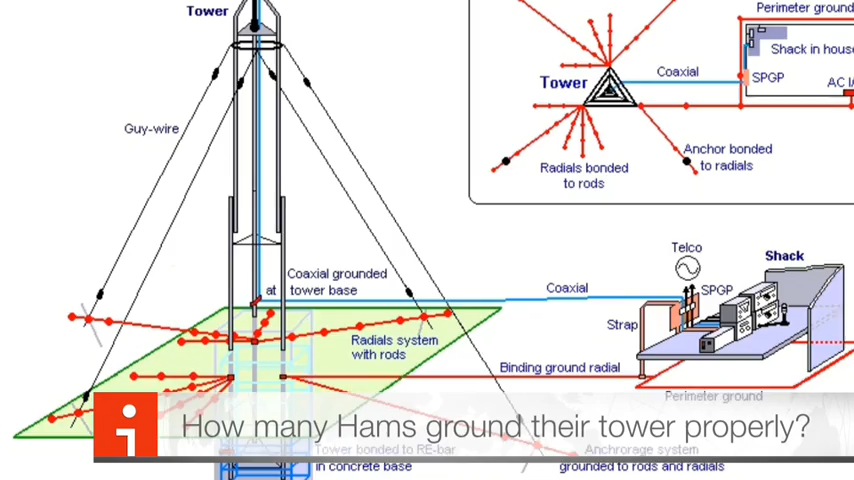 Tower
Perimeter ground
Shack in house
Coaxial
SPGP
Tower
AC
Guy-wire
Anchor bonded
to radials
Radials bonded
to rods
Telco
Shack
Coaxial grounded
at tower base
Coaxial
SPGP
Strap
Radials system
with rods
Binding ground radial
Perimeter ground
i How many Hams ground their tower properly?
Tower bonded to RE-bar
in concrete base
Anchrorage system
grounded to rods and radials